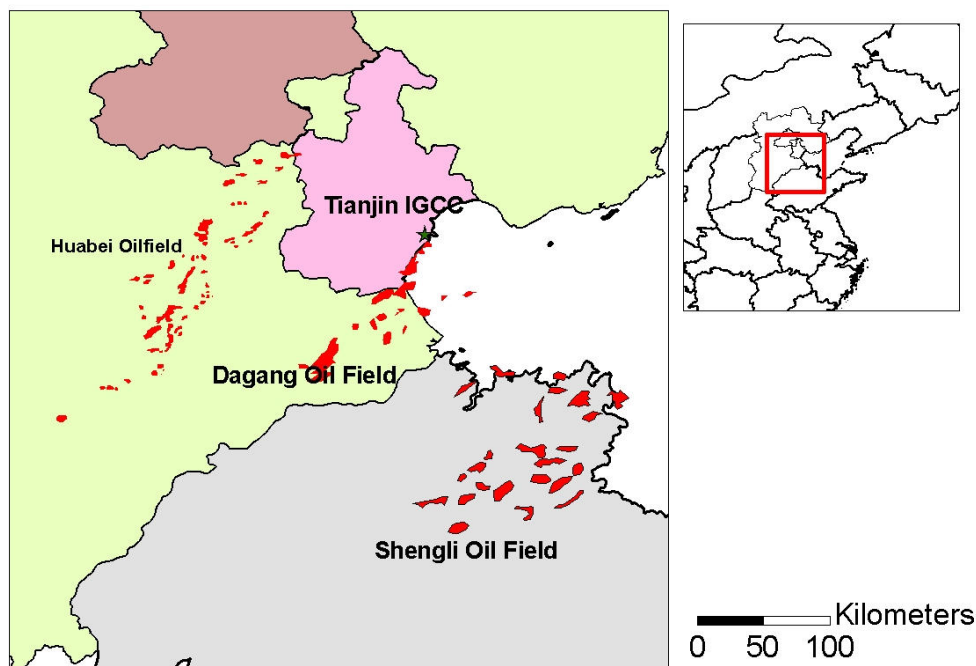 Tianjin IGCC
Huabei Oilfield
Dagang Oil Field
Shengli Oil Field
Kilometers
0 50 100